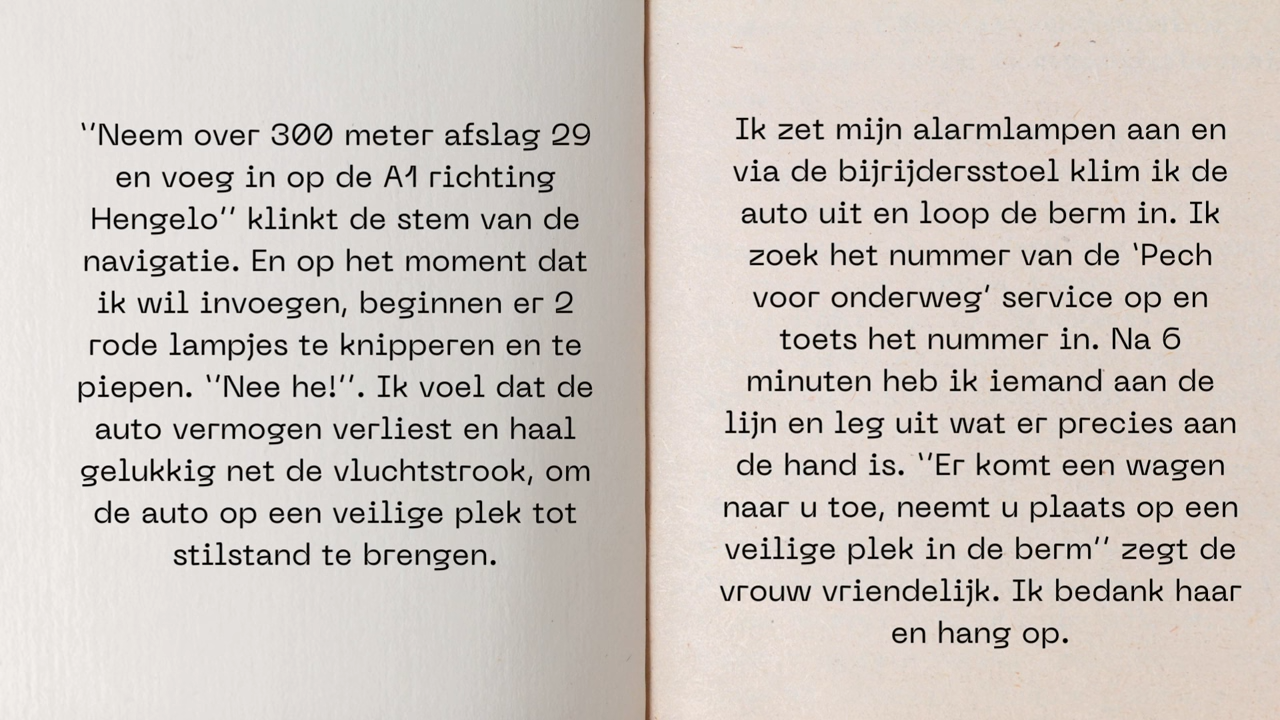 ‘‘Neem over 300 meter afslag 29
en voeg in op de A1 richting
Hengelo’’ klinkt de stem van de
navigatie. En op het moment dat
ik wil invoegen, beginnen er 2
rode lampjes te knipperen en te
piepen. ‘‘Nee he!’’. Ik voel dat de
auto vermogen verliest en haal
gelukkig net de vluchtstrook, om
de auto op een veilige plek tot
stilstand te brengen.
Ik zet mijn alarmlampen aan en
via de bijrijdersstoel klim ik de
auto uit en loop de berm in. Ik
zoek het nummer van de ‘Pech
voor onderweg’ service op en
toets het nummer in. Na 6
minuten heb ik iemand aan de
lijn en leg uit wat er precies aan
de hand is. ‘‘Er komt een wagen
naar u toe, neemt u plaats op een
veilige plek in de berm’’ zegt de
vrouw vriendelijk. Ik bedank haar
en hang op.